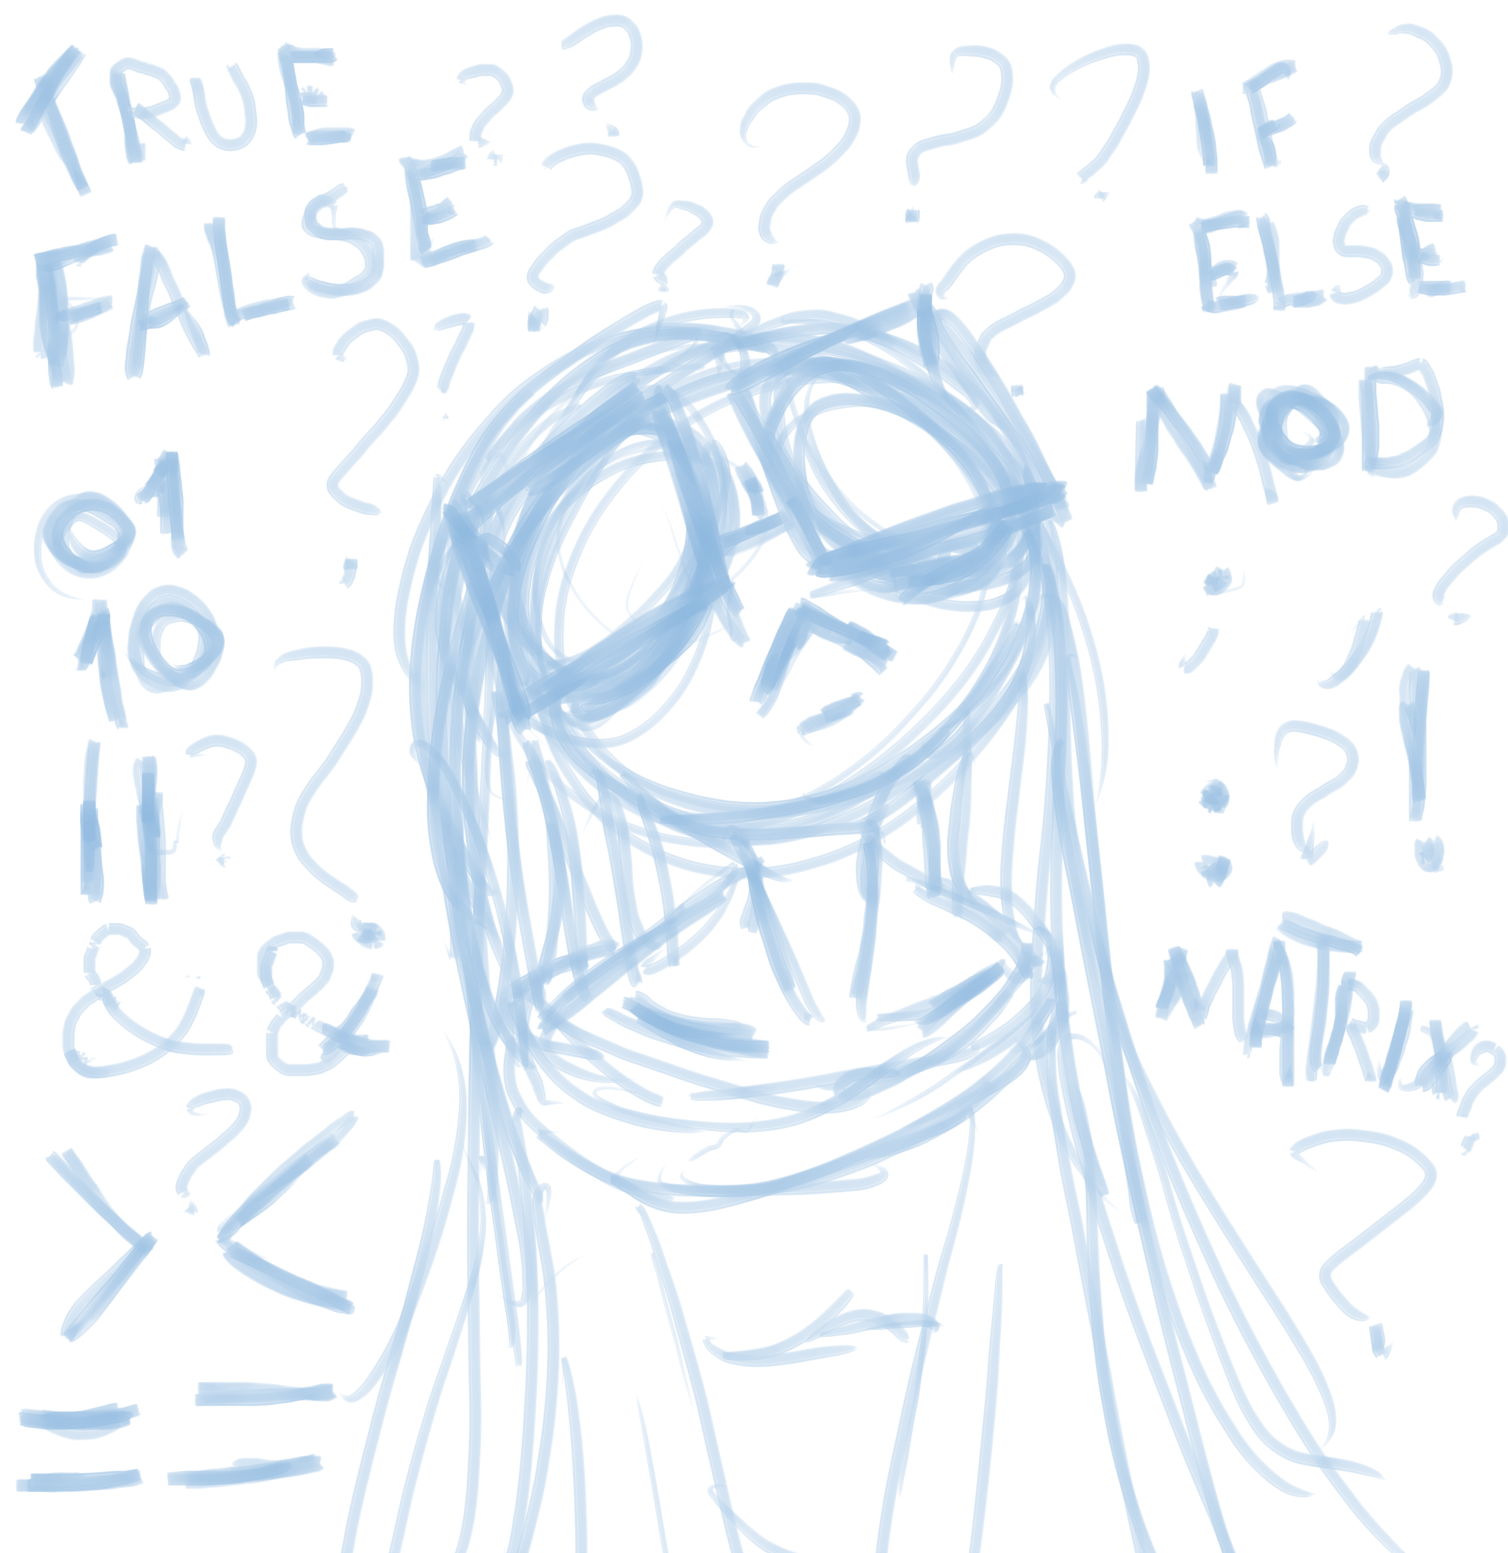 TRUE ? ? ? ? ? IF ?
FALSE ? ? ELSE
? ? ? MOD
01
10 ? ; ?
|| ? ? , ? !
:
&& MATRIX?
? ?
> <
= =